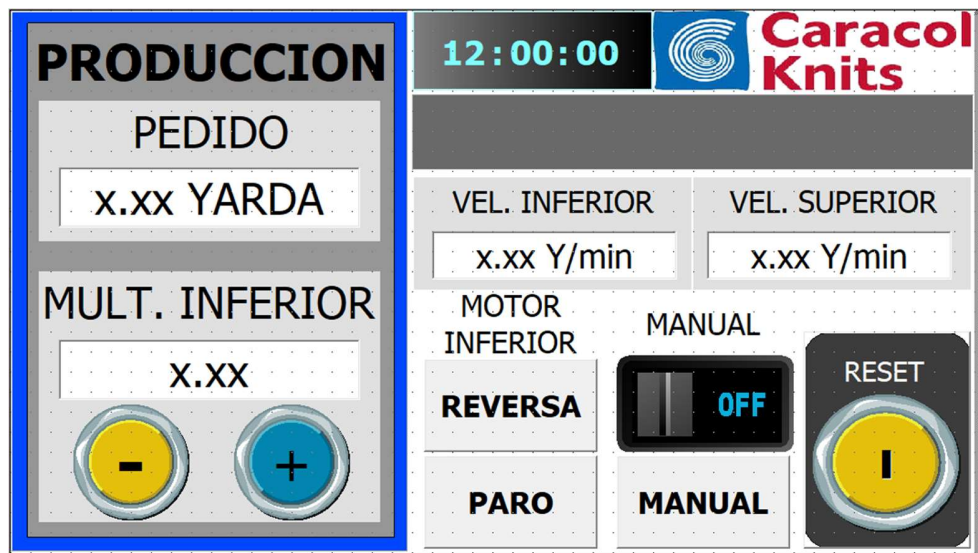 PRODUCCION
PEDIDO
x.xx YARDA
MULT. INFERIOR
x.xx
-
+
12:00:00
Caracol
Knits
VEL. INFERIOR
x.xx Y/min
VEL. SUPERIOR
x.xx Y/min
MOTOR
INFERIOR
REVERSA
PARO
MANUAL
OFF
MANUAL
RESET
I